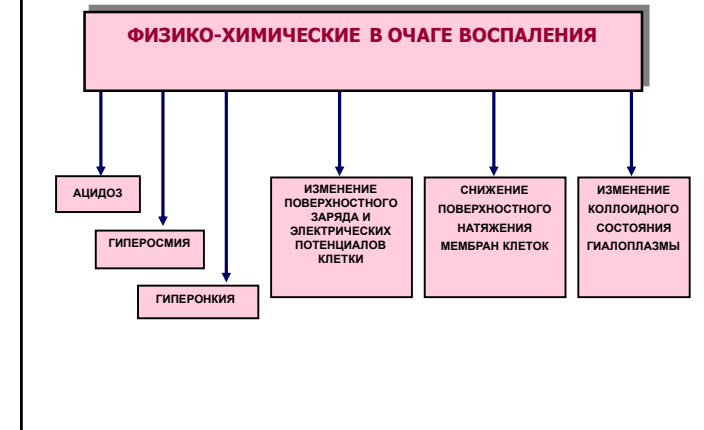 ФИЗИКО-ХИМИЧЕСКИЕ В ОЧАГЕ ВОСПАЛЕНИЯ
АЦИДОЗ
ГИПЕРОСМИЯ
ГИПЕРОНКИЯ
ИЗМЕНЕНИЕ
ПОВЕРХНОСТНОГО
ЗАРЯДА И
ЭЛЕКТРИЧЕСКИХ
ПОТЕНЦИАЛОВ
КЛЕТКИ
СНИЖЕНИЕ
ПОВЕРХНОСТНОГО
НАТЯЖЕНИЯ
МЕМБРАН КЛЕТОК
ИЗМЕНЕНИЕ
КОЛЛОИДНОГО
СОСТОЯНИЯ
ГИАЛОПЛАЗМЫ